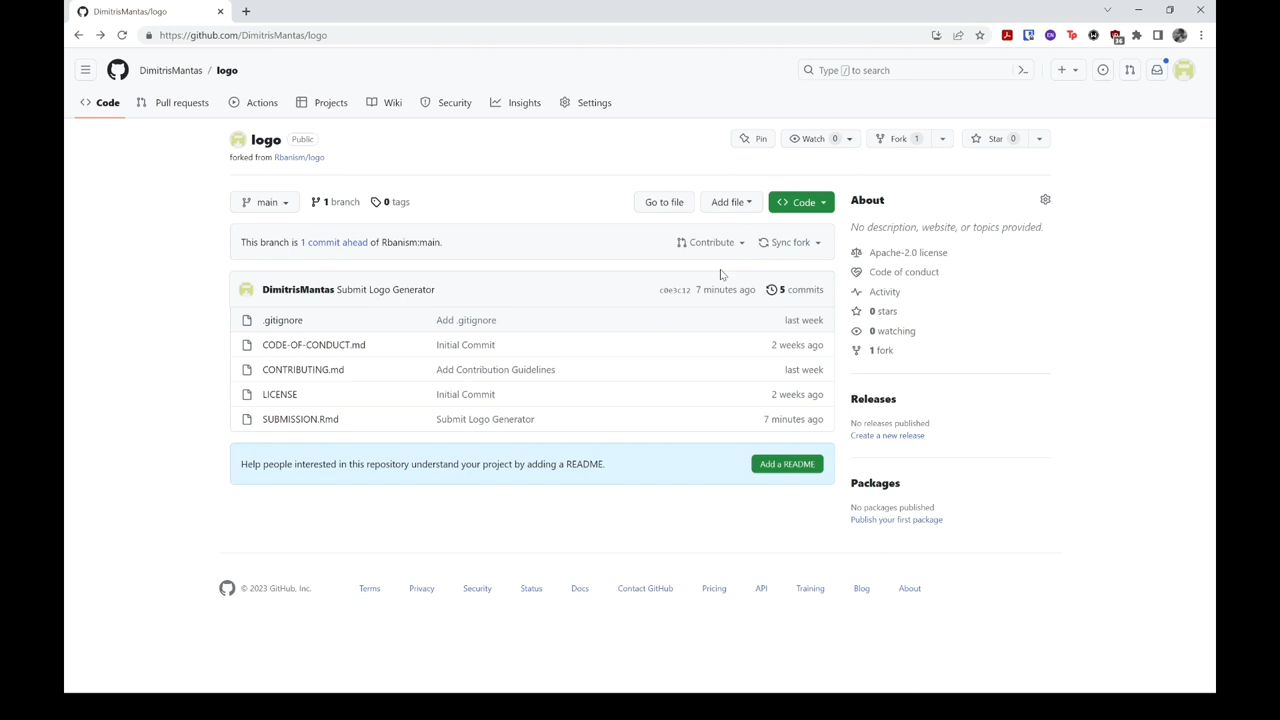 DimitrisMantas/logo
https://github.com/DimitrisMantas/logo
DimitrisMantas / logo
Type / to search
Code Pull requests Actions Projects Wiki Security Insights Settings
logo Public
Pin Watch 0 Fork 1 Star 0
forked from Rbanism/logo
main 1 branch 0 tags Go to file Add file Code
This branch is 1 commit ahead of Rbanism:main. Contribute Sync fork
DimitrisMantas Submit Logo Generator c0e3c12 7 minutes ago 5 commits
.gitignore Add .gitignore last week
CODE-OF-CONDUCT.md Initial Commit 2 weeks ago
CONTRIBUTING.md Add Contribution Guidelines last week
LICENSE Initial Commit 2 weeks ago
SUBMISSION.Rmd Submit Logo Generator 7 minutes ago
Help people interested in this repository understand your project by adding a README. Add a README
About
No description, website, or topics provided.
Apache-2.0 license
Code of conduct
Activity
0 stars
0 watching
1 fork
Releases
No releases published
Create a new release
Packages
No packages published
Publish your first package
© 2023 GitHub, Inc. Terms Privacy Security Status Docs Contact GitHub Pricing API Training Blog About